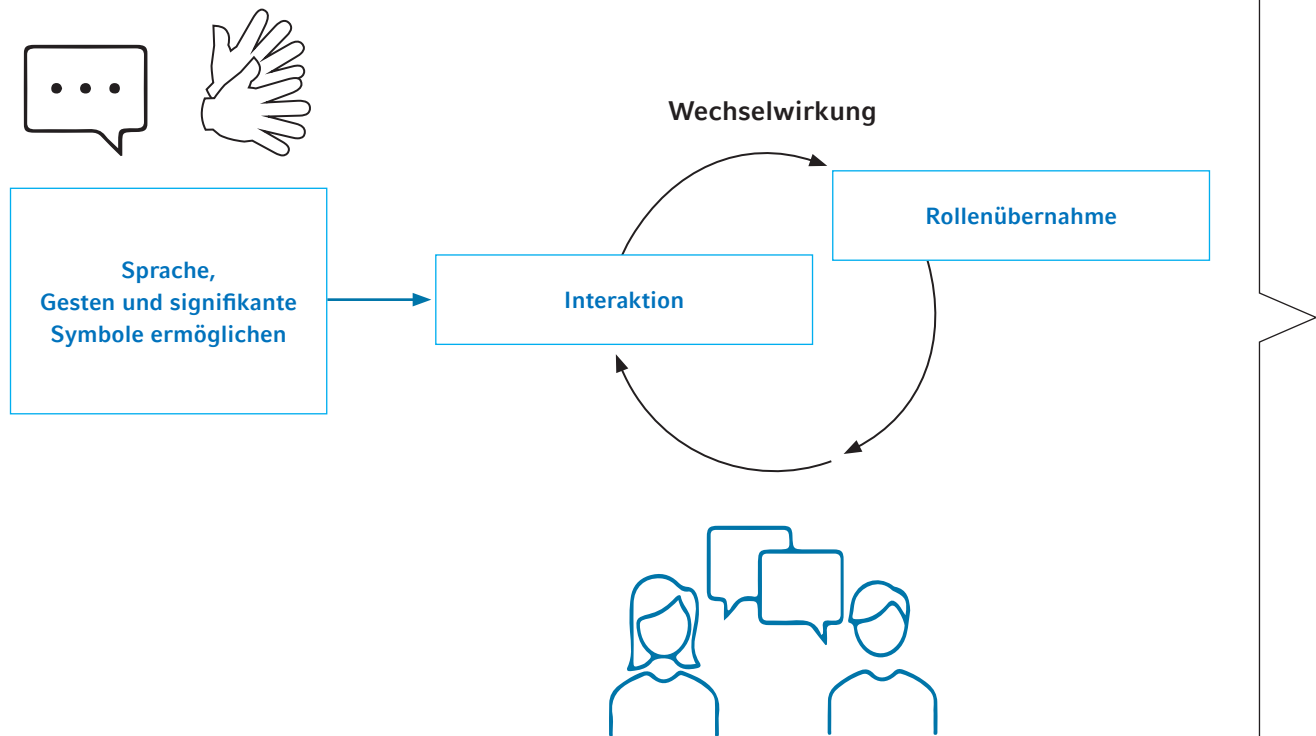 Wechselwirkung
Rollenübernahme
Sprache,
Gesten und signifikante
Symbole ermöglichen
Interaktion